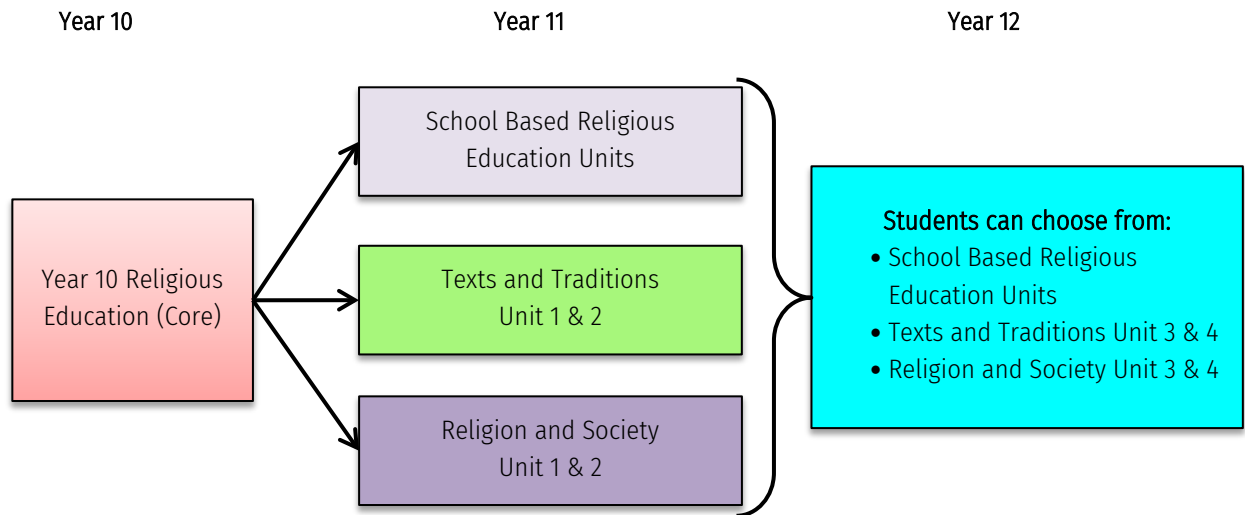 Year 10
Year 11
Year 12
Year 10 Religious
Education (Core)
School Based Religious
Education Units
Texts and Traditions
Unit 1 & 2
Religion and Society
Unit 1 & 2
Students can choose from:
• School Based Religious
Education Units
• Texts and Traditions Unit 3 & 4
• Religion and Society Unit 3 & 4